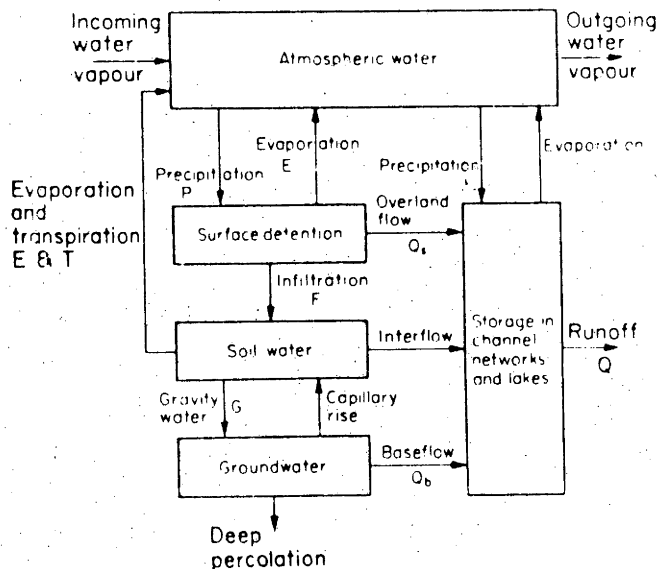 Incoming
water
vapour
Atmospheric water
Outgoing
water
vapour
Evaporation
and
transpiration
E & T
Precipitation
P
Evaporation
E
Precipitation
Evaporation
Surface detention
Overland
flow
Qs
Infiltration
F
Soil water
Interflow
Storage in
channel
networks
and lakes
Runoff
Q
Gravity
water
G
Capillary
rise
Groundwater
Baseflow
Qb
Deep
percolation